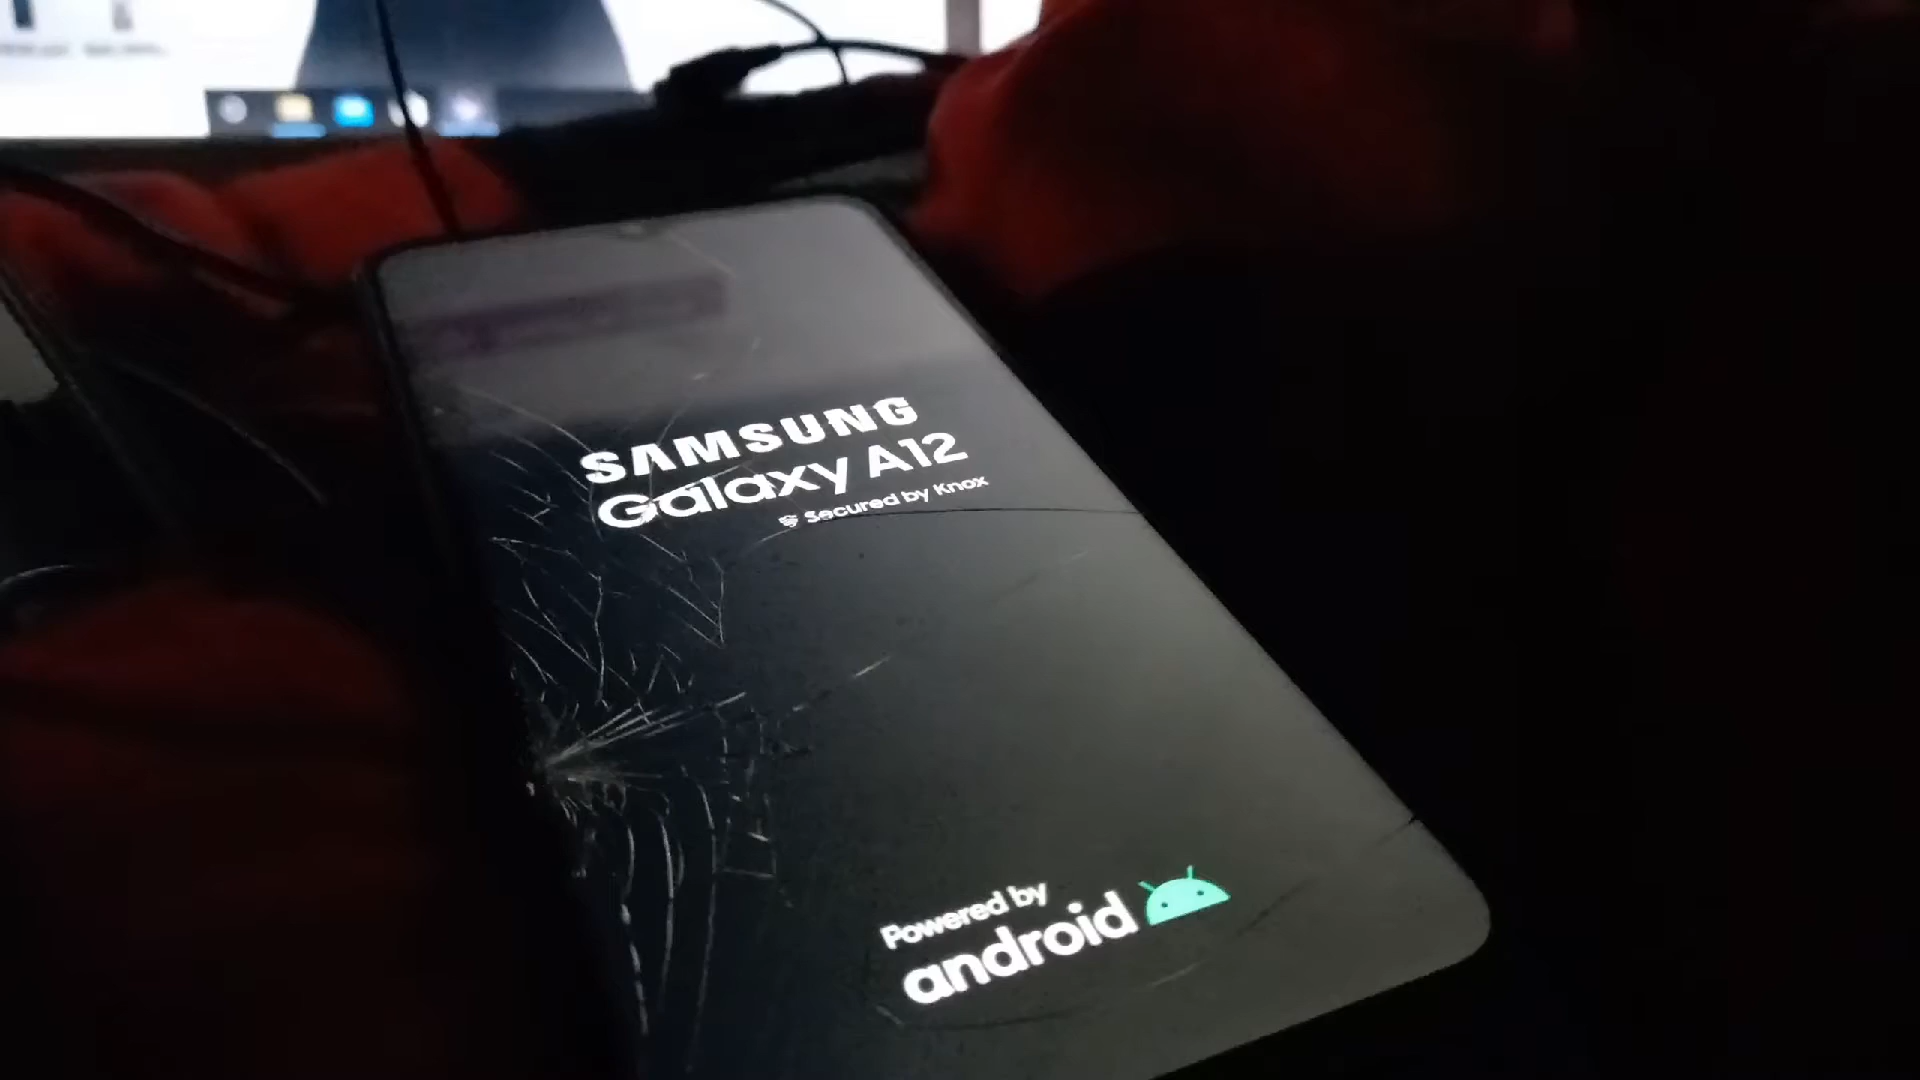 SAMSUNG
Galaxy A12
Secured by Knox
Powered by
android